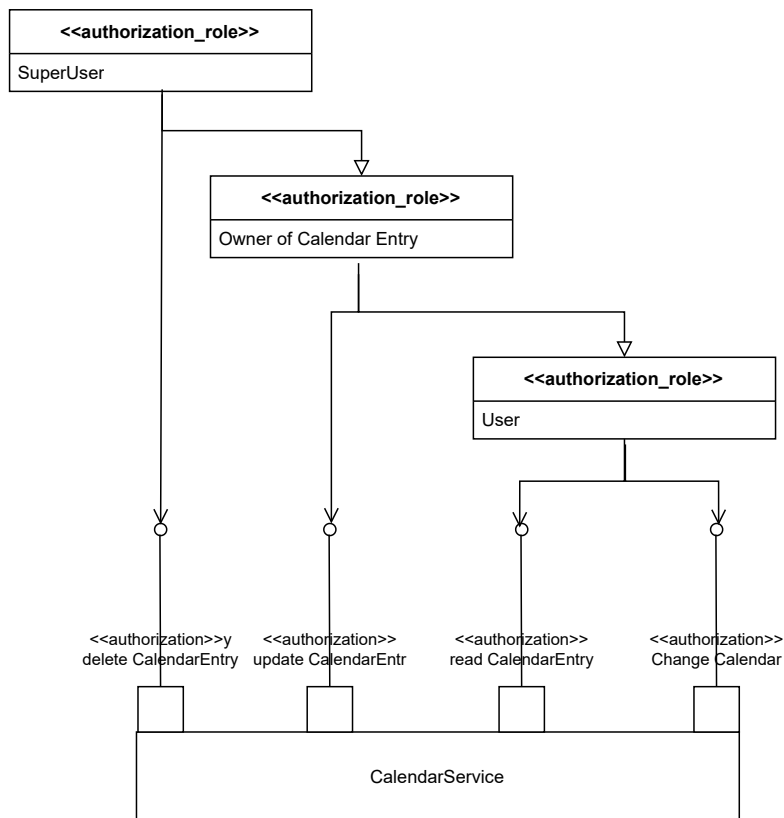 <<authorization_role>>
SuperUser
<<authorization_role>>
Owner of Calendar Entry
<<authorization_role>>
User
<<authorization>>y
delete CalendarEntry
<<authorization>>
update CalendarEntr
<<authorization>>
read CalendarEntry
<<authorization>>
Change Calendar
CalendarService